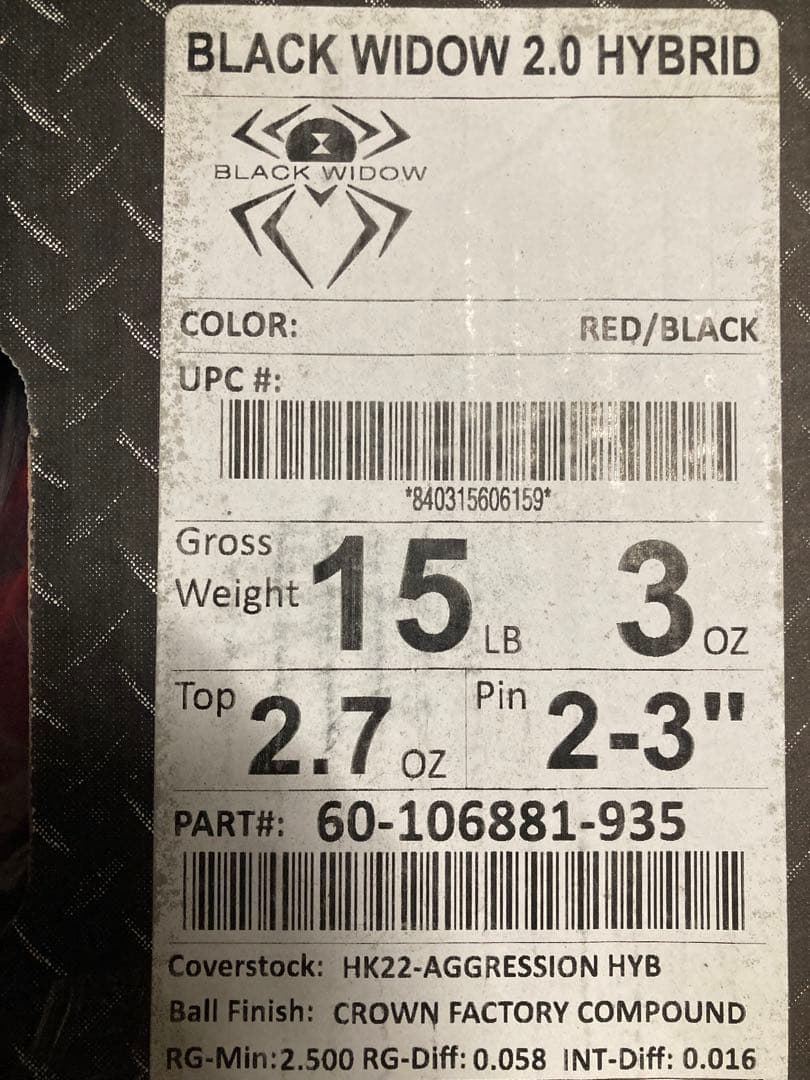 BLACK WIDOW 2.0 HYBRID
BLACK WIDOW
COLOR: RED/BLACK
UPC #:
*840315606159*
Gross Weight 15 LB 3 OZ
Top 2.7 OZ Pin 2-3"
PART#: 60-106881-935
Coverstock: HK22-AGGRESSION HYB
Ball Finish: CROWN FACTORY COMPOUND
RG-Min:2.500 RG-Diff: 0.058 INT-Diff: 0.016